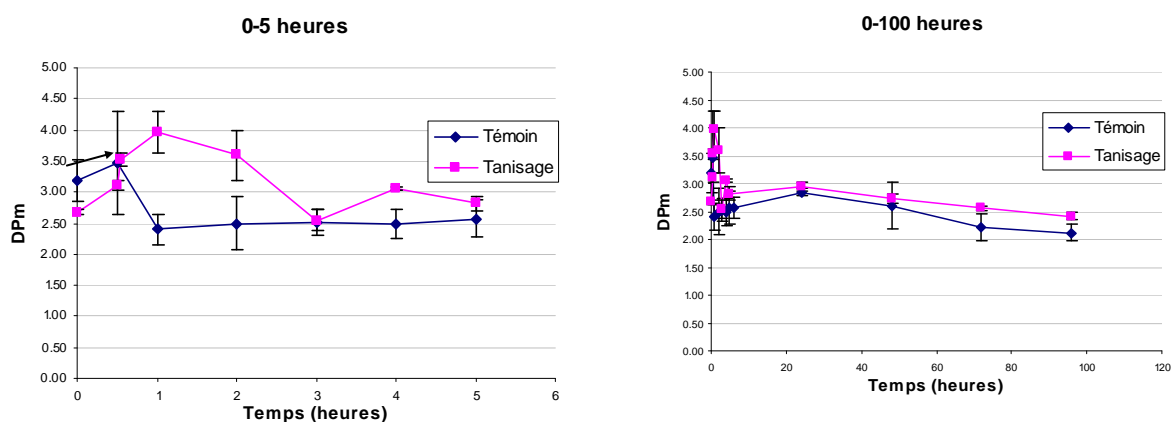 0-5 heures
5.00
4.50
4.00
3.50
3.00
2.50
2.00
1.50
1.00
0.50
0.00
DPm
0 1 2 3 4 5 6
Temps (heures)
Témoin
Tanisage
0-100 heures
5.00
4.50
4.00
3.50
3.00
2.50
2.00
1.50
1.00
0.50
0.00
DPm
0 20 40 60 80 100 120
Temps (heures)
Témoin
Tanisage